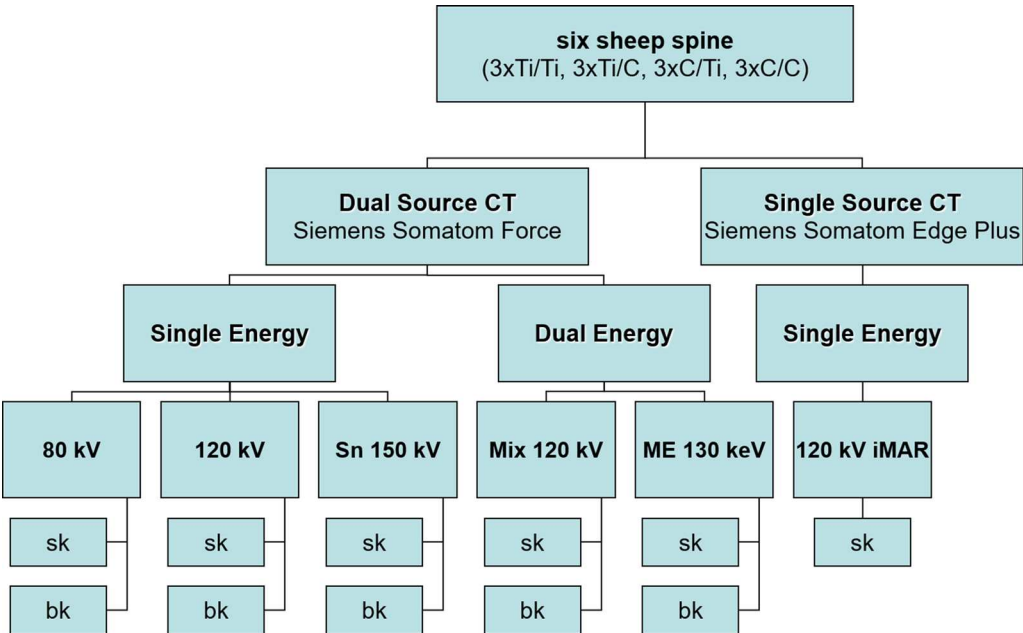 six sheep spine
(3xTi/Ti, 3xTi/C, 3xC/Ti, 3xC/C)
Dual Source CT
Siemens Somatom Force
Single Source CT
Siemens Somatom Edge Plus
Single Energy
Dual Energy
Single Energy
80 kV
120 kV
Sn 150 kV
Mix 120 kV
ME 130 keV
120 kV iMAR
sk
sk
sk
sk
sk
sk
bk
bk
bk
bk
bk